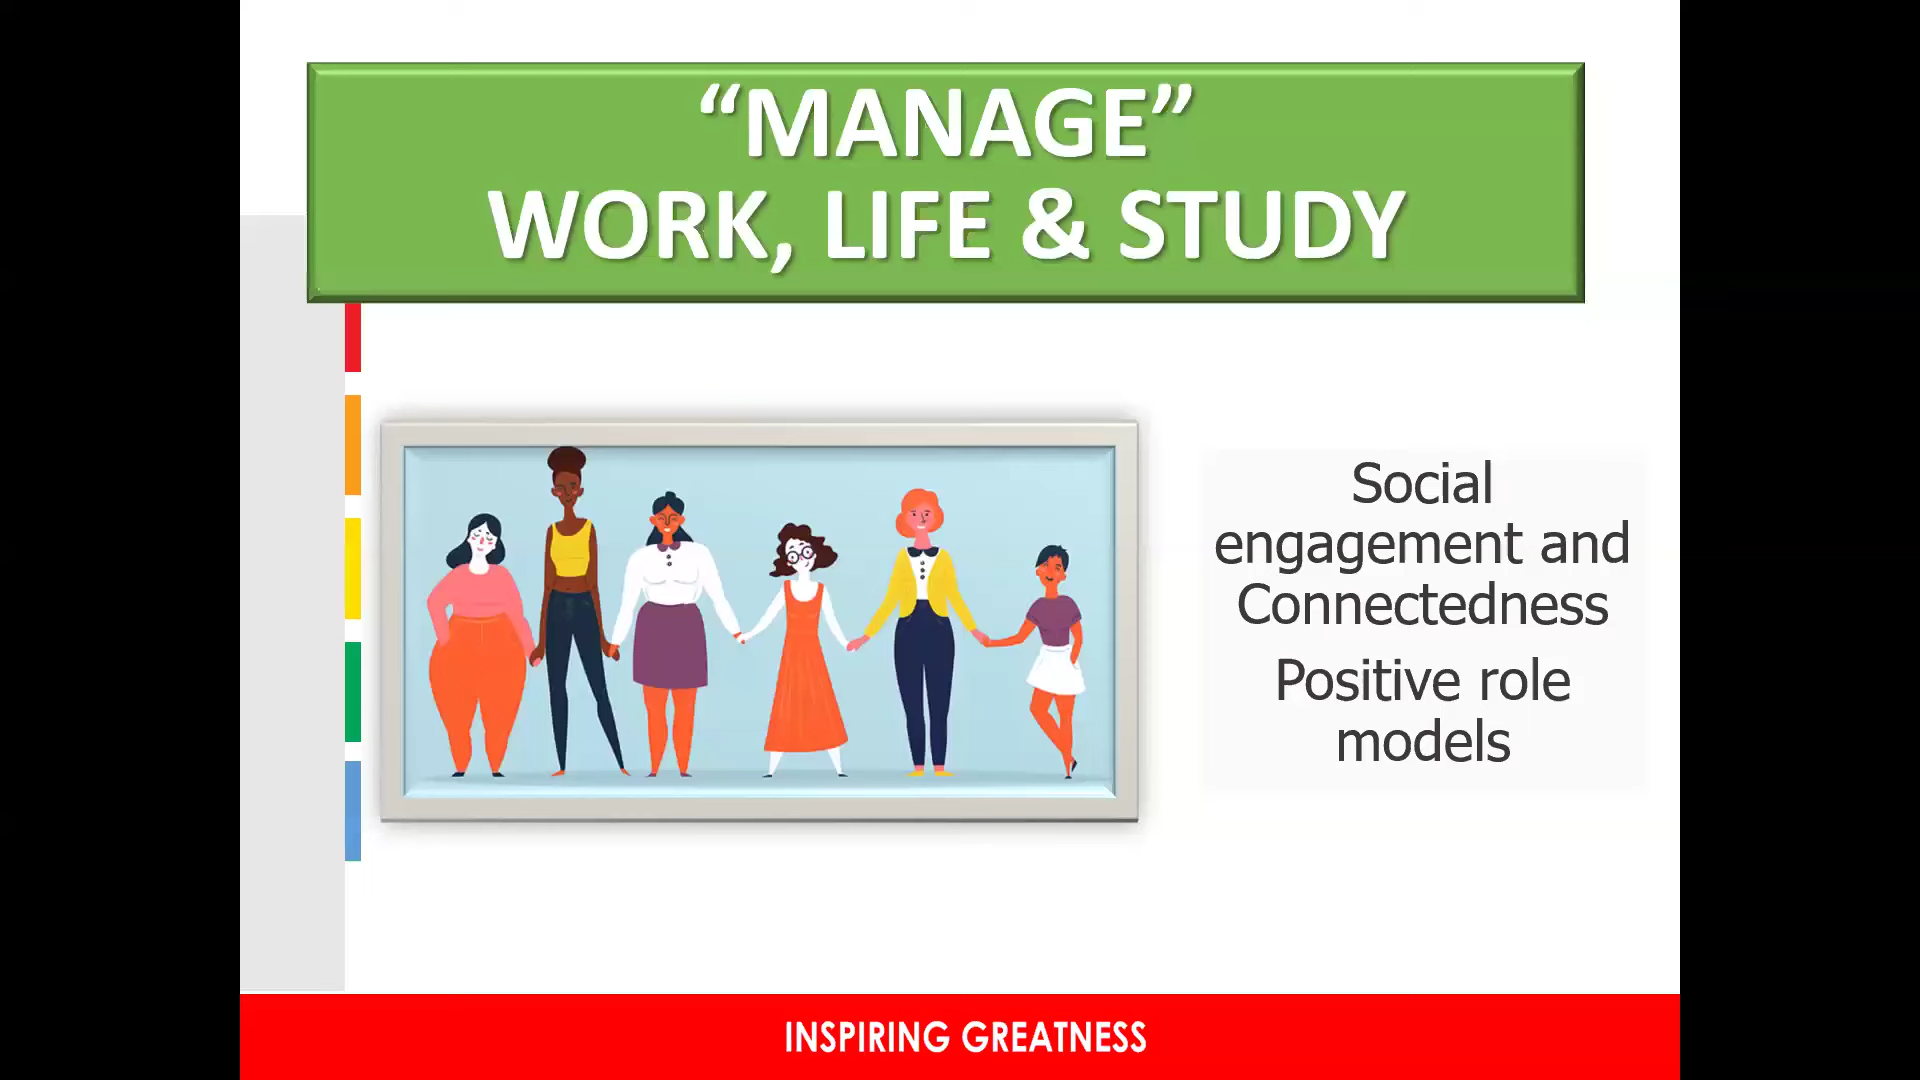 “MANAGE”
WORK, LIFE & STUDY
Social
engagement and
Connectedness
Positive role
models
INSPIRING GREATNESS